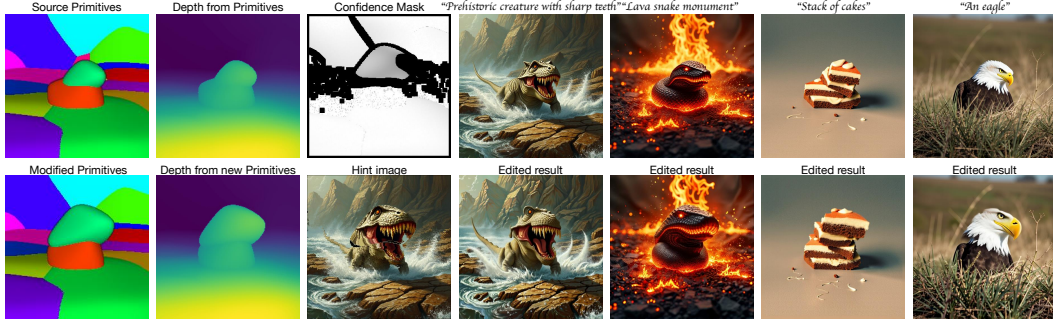 Source Primitives Depth from Primitives Confidence Mask "Prehistoric creature with sharp teeth" "Lava snake monument" "Stack of cakes" "An eagle"
Modified Primitives Depth from new Primitives Hint image Edited result Edited result Edited result Edited result